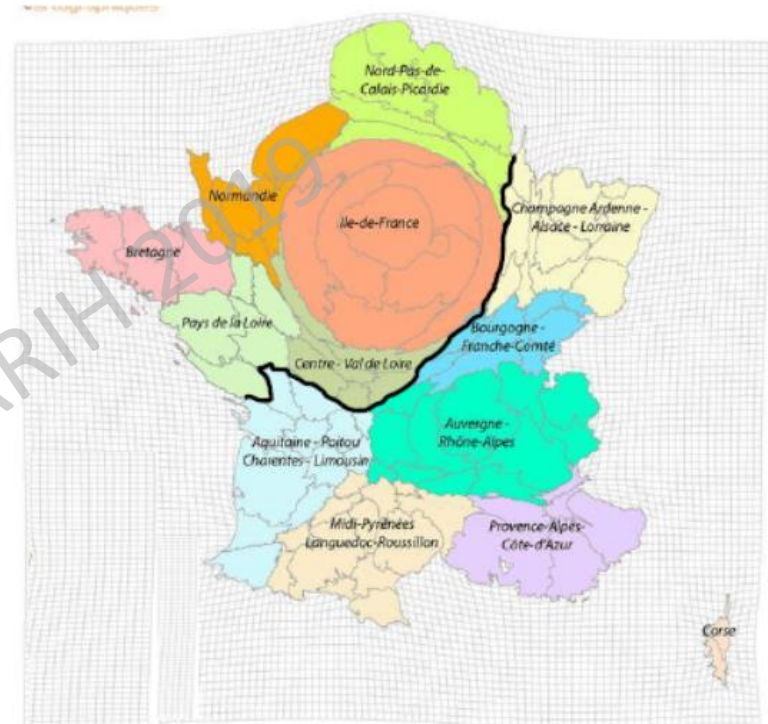 Nord-Pas-de-
Calais-Picardie
Normandie
Ile-de-France
Champagne Ardenne -
Alsace - Lorraine
Bretagne
Pays de la Loire
Centre - Val de Loire
Bourgogne -
Franche-Comté
Aquitaine - Poitou
Charentes - Limousin
Auvergne -
Rhône-Alpes
Midi-Pyrénées
Languedoc-Roussillon
Provence-Alpes-
Côte-d'Azur
Corse
RIH 2019